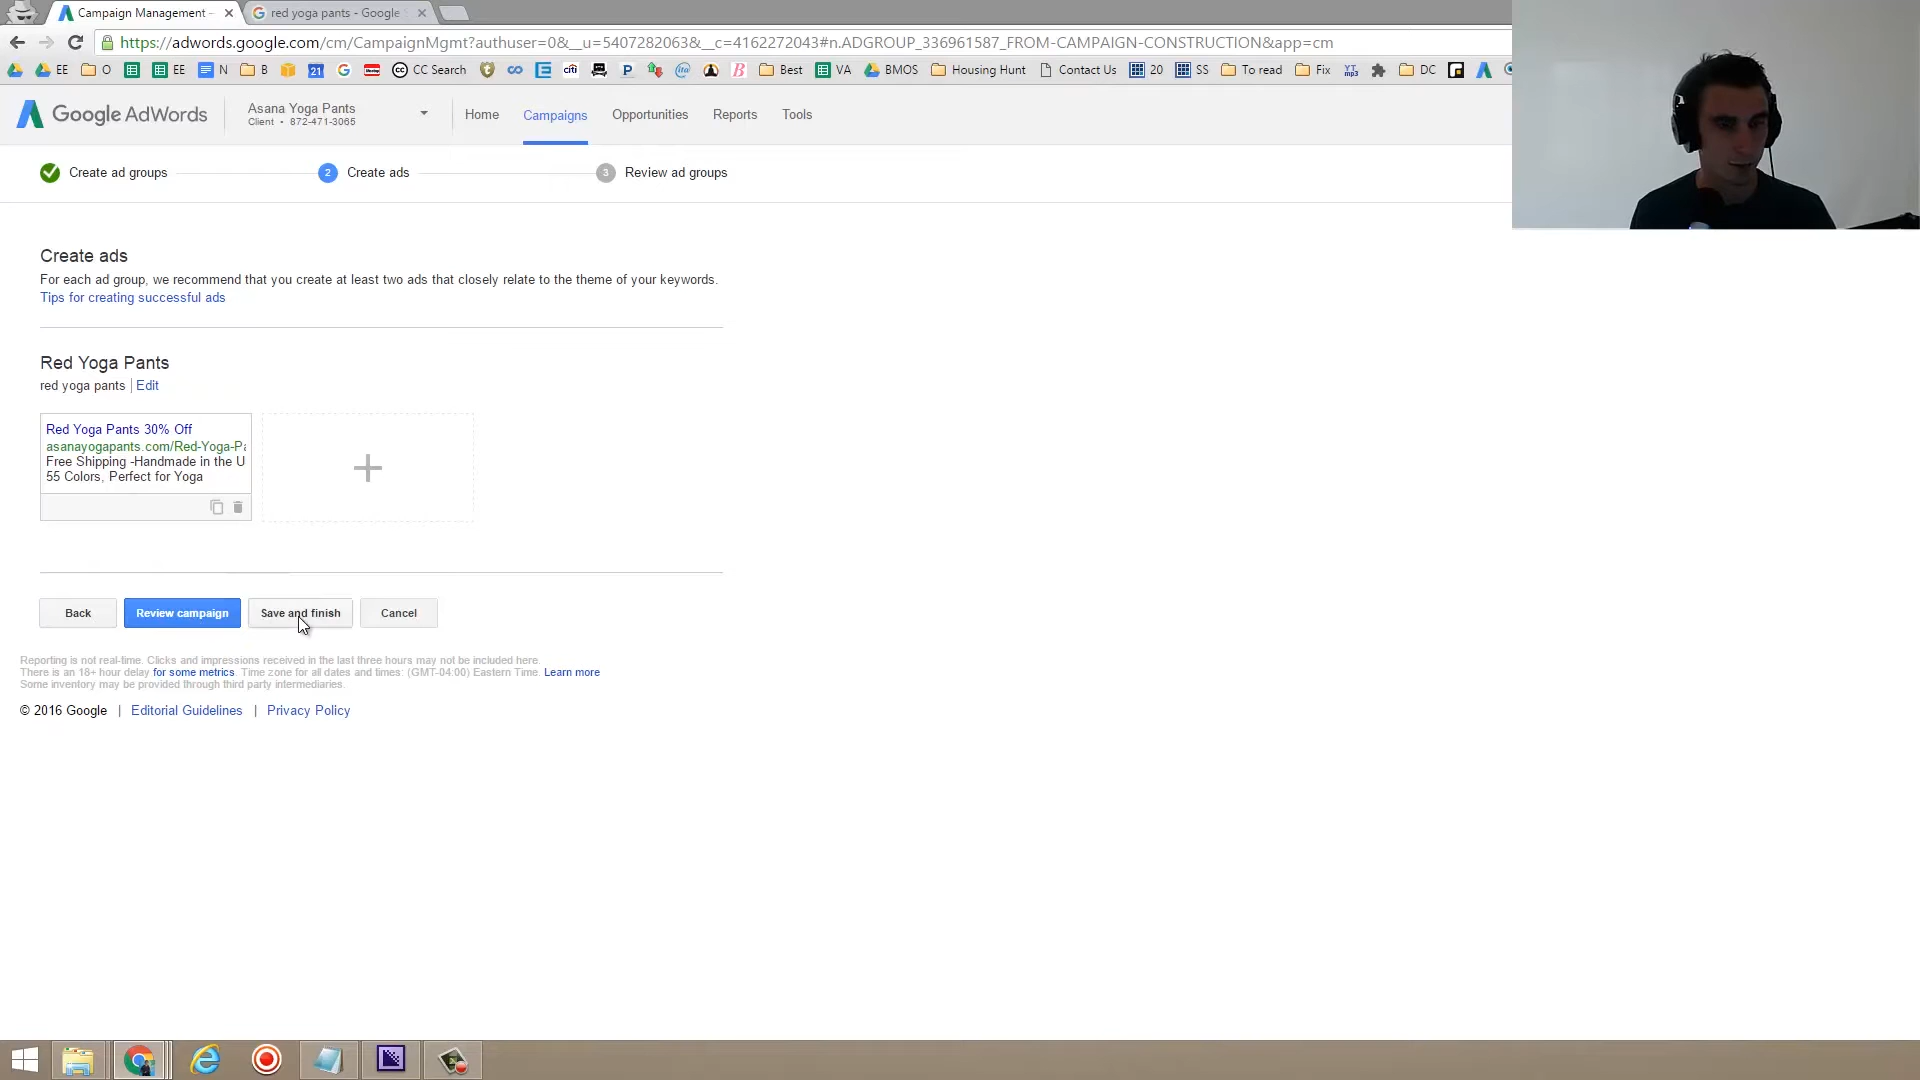 Campaign Management -
red yoga pants - Google
https://adwords.google.com/cm/CampaignMgmt?authuser=0&__u=5407282063&__c=4162272043#n.ADGROUP_336961587_FROM-CAMPAIGN-CONSTRUCTION&app=cm
EE O EE N B 21 CC Search citi Best VA BMOS Housing Hunt Contact Us 20 SS To read Fix DC
Google AdWords
Asana Yoga Pants
Client • 872-471-3065
Home Campaigns Opportunities Reports Tools
Create ad groups 2 Create ads 3 Review ad groups
Create ads
For each ad group, we recommend that you create at least two ads that closely relate to the theme of your keywords.
Tips for creating successful ads
Red Yoga Pants
red yoga pants | Edit
Red Yoga Pants 30% Off
asanayogapants.com/Red-Yoga-Pa
Free Shipping -Handmade in the U
55 Colors, Perfect for Yoga
Back Review campaign Save and finish Cancel
Reporting is not real-time. Clicks and impressions received in the last three hours may not be included here.
There is an 18+ hour delay for some metrics. Time zone for all dates and times: (GMT-04:00) Eastern Time. Learn more
Some inventory may be provided through third party intermediaries.
© 2016 Google | Editorial Guidelines | Privacy Policy